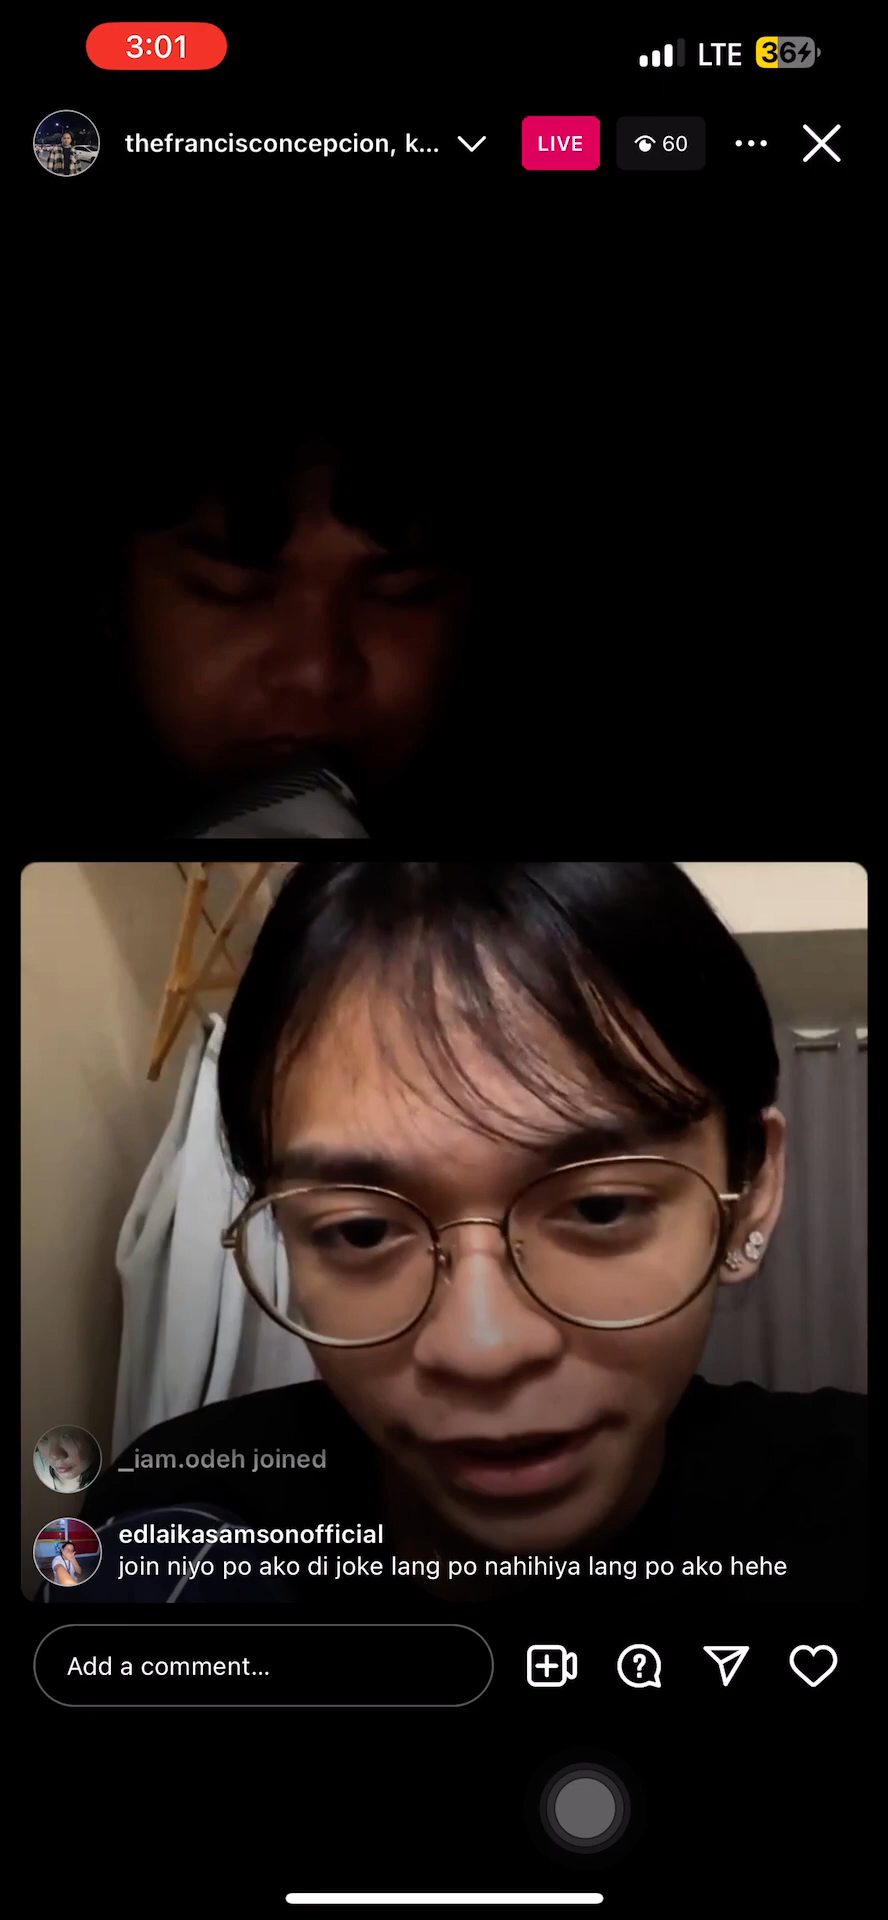 3:01
LTE
36
thefrancisconcepcion, k...
LIVE
60
_iam.odeh joined
edlaikasamsonofficial
join niyo po ako di joke lang po nahihiya lang po ako hehe
Add a comment...